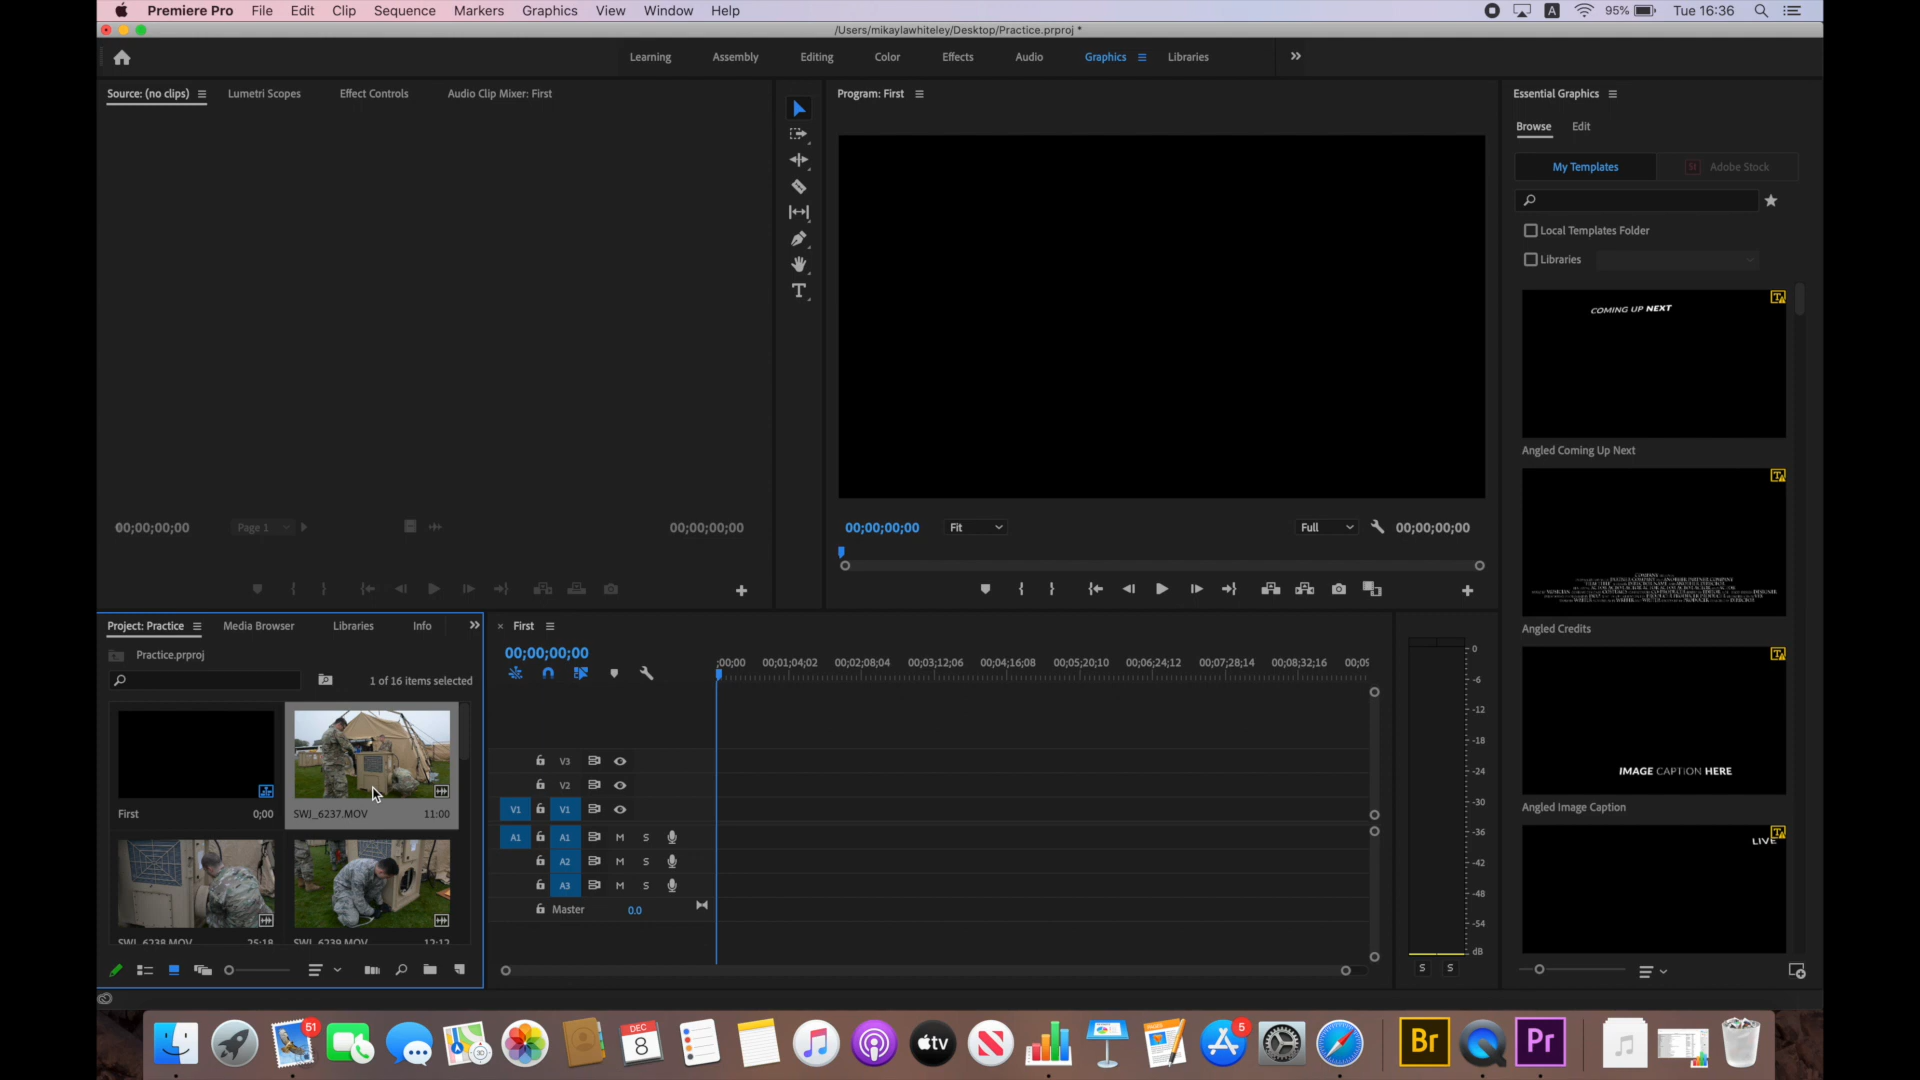 Premiere Pro File Edit Clip Sequence Markers Graphics View Window Help
A 95% Tue 16:36
/Users/mikaylawhiteley/Desktop/Practice.prproj *
Learning Assembly Editing Color Effects Audio Graphics Libraries
Source: (no clips) Lumetri Scopes Effect Controls Audio Clip Mixer: First
Program: First
Essential Graphics
Browse Edit
My Templates St Adobe Stock
Local Templates Folder
Libraries
COMING UP NEXT
Angled Coming Up Next
Angled Credits
IMAGE CAPTION HERE
Angled Image Caption
LIVE
T
00;00;00;00 Page 1 00;00;00;00
00;00;00;00 Fit Full 00;00;00;00
Project: Practice Media Browser Libraries Info
Practice.prproj
1 of 16 items selected
First 0;00
SWJ_6237.MOV 11:00
SWJ_6238.MOV 25:18
SWJ_6239.MOV 12:12
First
00;00;00;00
;00;00 00;01;04;02 00;02;08;04 00;03;12;06 00;04;16;08 00;05;20;10 00;06;24;12 00;07;28;14 00;08;32;16 00;09
V3
V2
V1 V1
A1 A1 M S
A2 M S
A3 M S
Master 0.0
0
-6
-12
-18
-24
-30
-36
-42
-48
-54
dB
S S
51
DEC
8
tv
5
Br
Pr